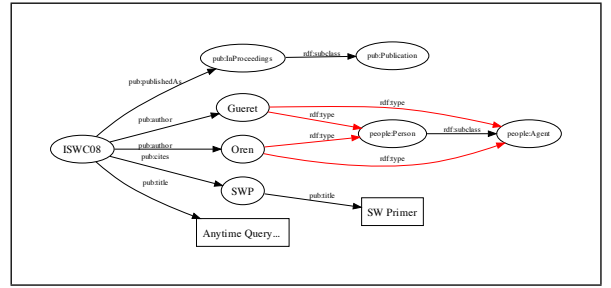 pub:InProceedings
rdf:subclass
pub:Publication
pub:publishedAs
Gueret
rdf:type
rdf:type
pub:author
people:Person
rdf:subclass
people:Agent
ISWC08
pub:author
Oren
rdf:type
rdf:type
pub:cites
SWP
pub:title
pub:title
SW Primer
Anytime Query...